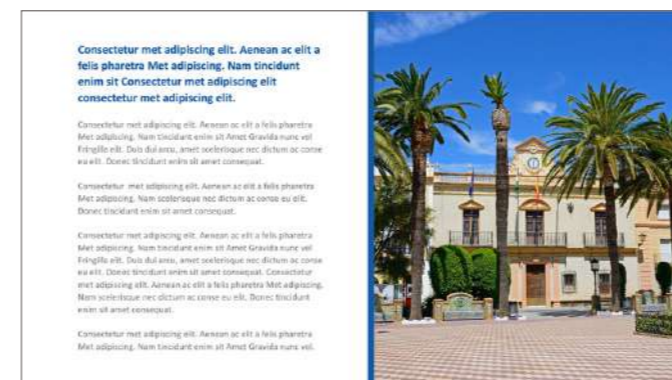 Consectetur met adipiscing elit. Aenean ac elit a
felis pharetra Met adipiscing. Nam tincidunt
enim sit Consectetur met adipiscing elit
consectetur met adipiscing elit.
Consectetur met adipiscing elit. Aenean ac elit a felis pharetra
Met adipiscing. Nam tincidunt enim sit Amet Gravida nunc vel
Fringilla elit. Duis dui arcu, amet scelerisque nec dictum ac conse
eu elit. Donec tincidunt enim sit amet consequat.
Consectetur met adipiscing elit. Aenean ac elit a felis pharetra
Met adipiscing. Nam scelerisque nec dictum ac conse eu elit.
Donec tincidunt enim sit amet consequat.
Consectetur met adipiscing elit. Aenean ac elit a felis pharetra
Met adipiscing. Nam tincidunt enim sit Amet Gravida nunc vel
Fringilla elit. Duis dui arcu, amet scelerisque nec dictum ac conse
eu elit. Donec tincidunt enim sit amet consequat. Consectetur
met adipiscing elit. Aenean ac elit a felis pharetra Met adipiscing.
Nam scelerisque nec dictum ac conse eu elit. Donec tincidunt
enim sit amet consequat.
Consectetur met adipiscing elit. Aenean ac elit a felis pharetra
Met adipiscing. Nam tincidunt enim sit Amet Gravida nunc vel.